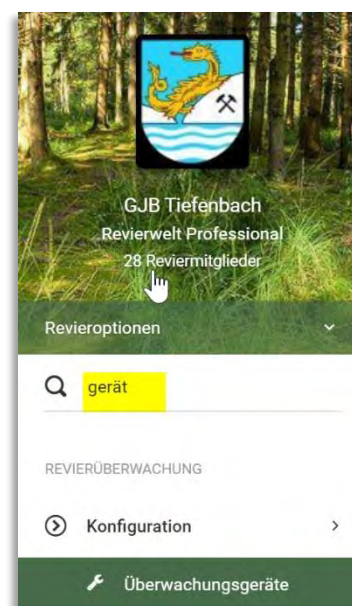 GJB Tiefenbach
Revierwelt Professional
28 Reviermitglieder
Revieroptionen
gerät
REVIERÜBERWACHUNG
Konfiguration
Überwachungsgeräte